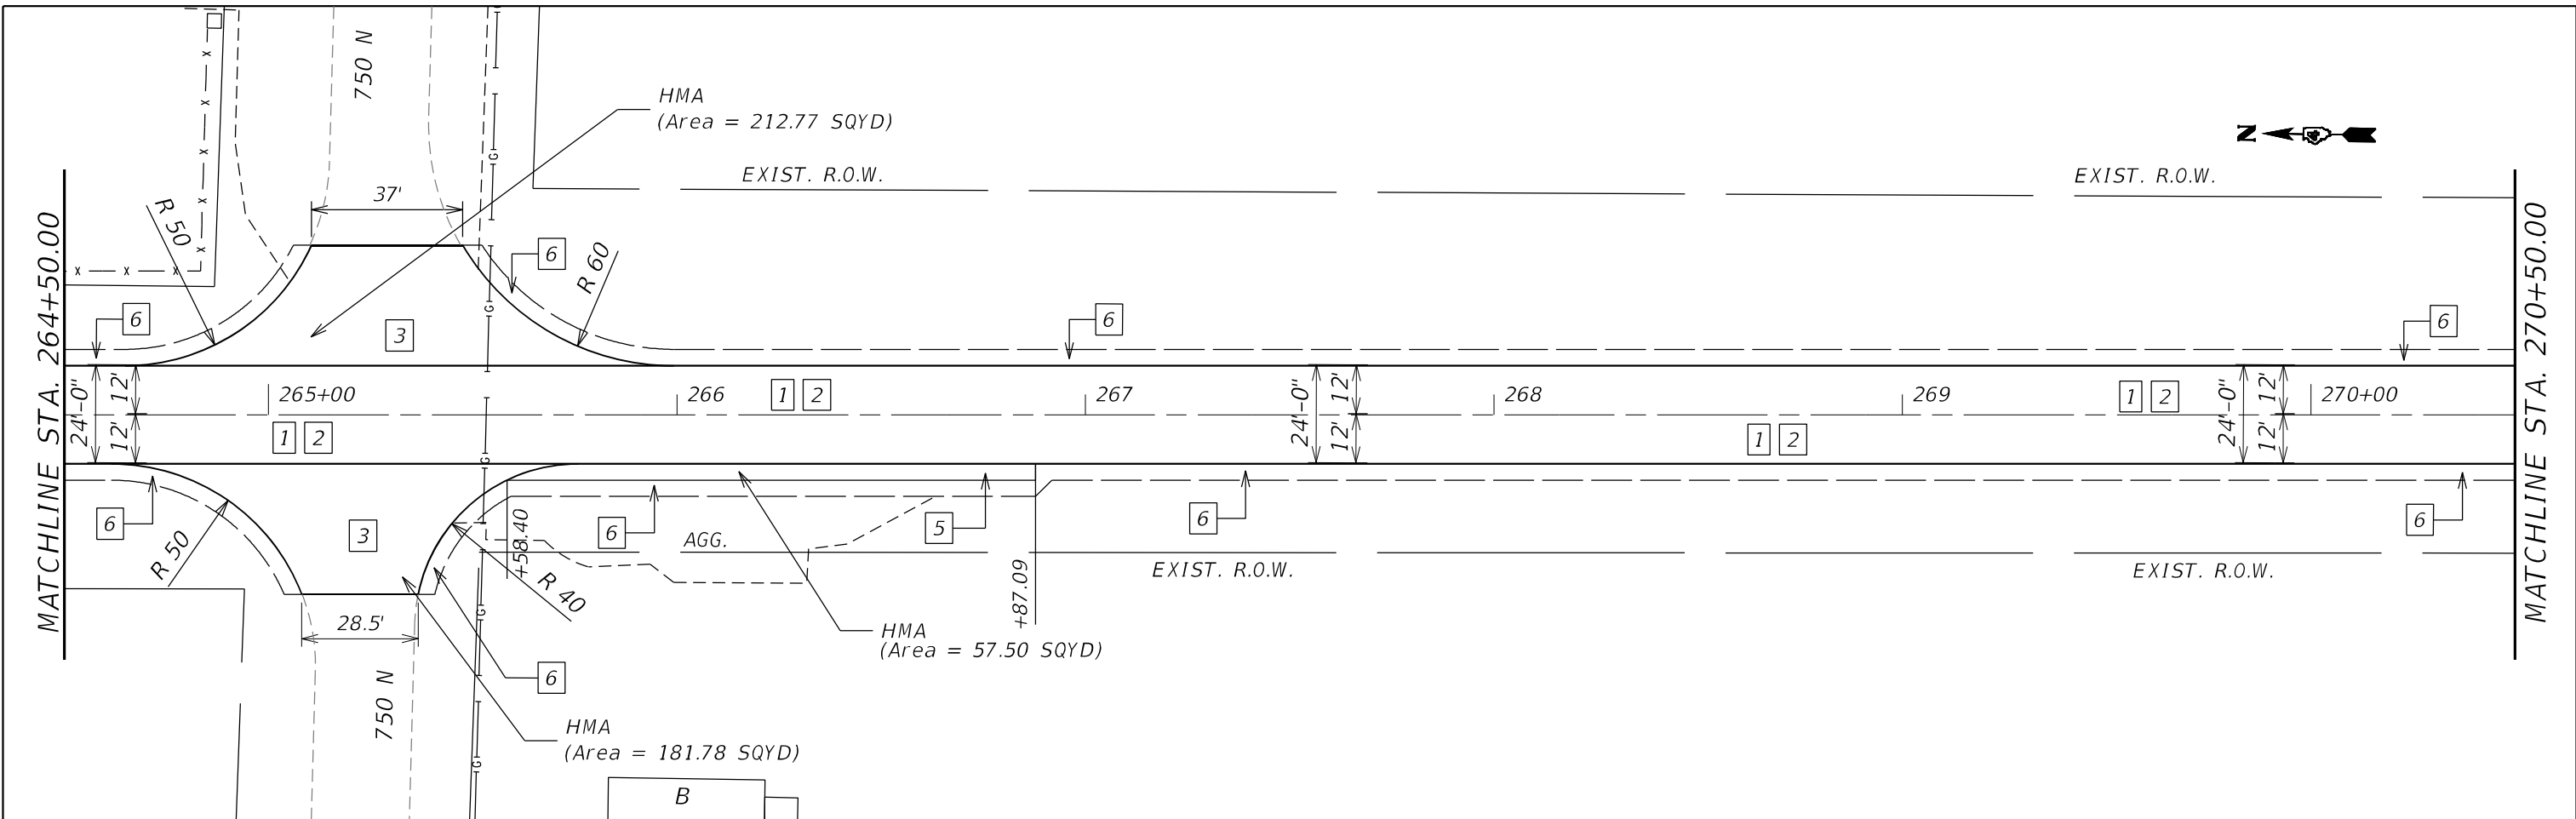 750 N
HMA
(Area = 212.77 SQYD)
N
EXIST. R.O.W.
EXIST. R.O.W.
37'
R 50
6
R 60
MATCHLINE STA. 264+50.00
MATCHLINE STA. 270+50.00
6
3
6
6
24'-0"
12'
12'
265+00
266
1 2
267
24'-0"
12'
12'
268
269
1 2
24'-0"
12'
12'
270+00
1 2
1 2
6
R 50
3
+58.40
6
AGG.
5
6
6
R 40
EXIST. R.O.W.
EXIST. R.O.W.
+87.09
28.5'
HMA
(Area = 57.50 SQYD)
6
750 N
HMA
(Area = 181.78 SQYD)
B
X
X
X
X
X
X
X
X
G
G
G
G
G